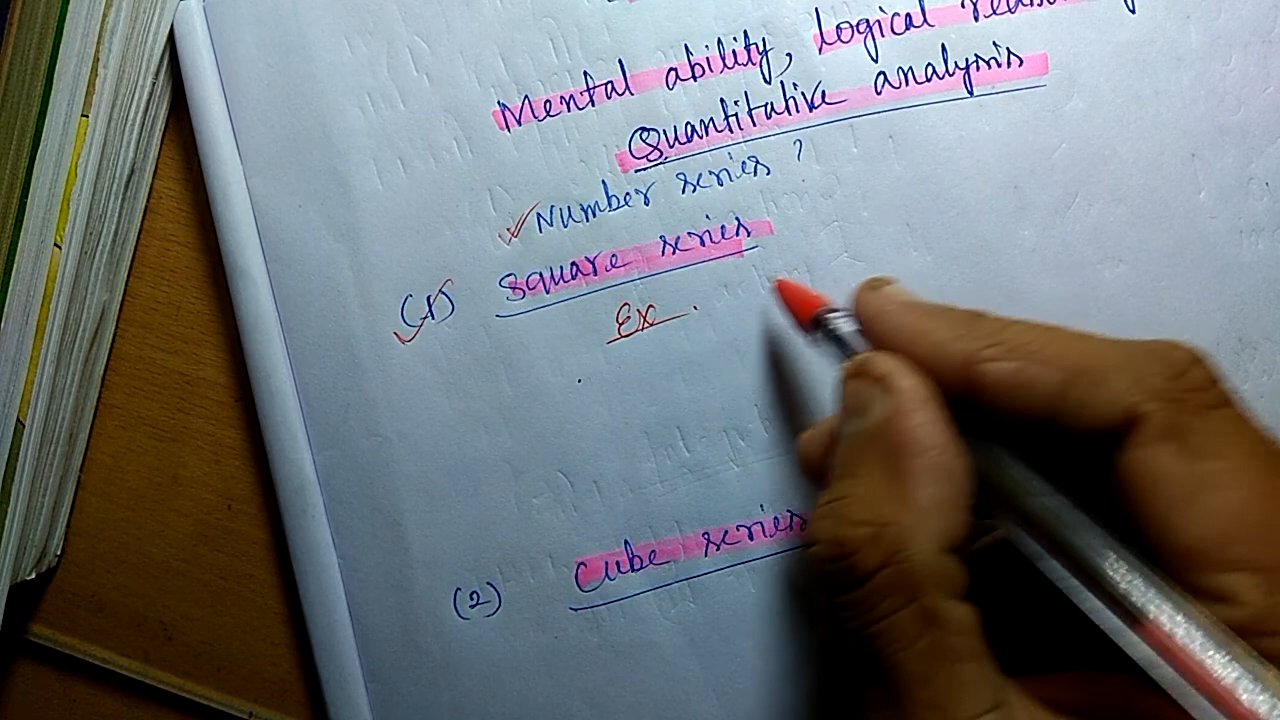 Mental ability, Logical
Quantitative analysis
Number series ?
(1) Square series
Ex.
(2) Cube series